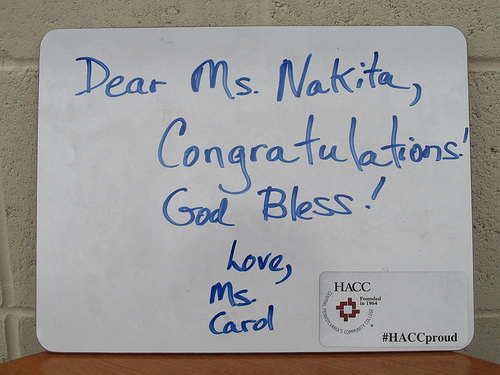 Dear Ms. Nakita,
Congratulations!
God Bless!
Love,
Ms.
Carol
HACC
Founded
in 1964
CENTRAL PENNSYLVANIA'S COMMUNITY COLLEGE
#HACCproud